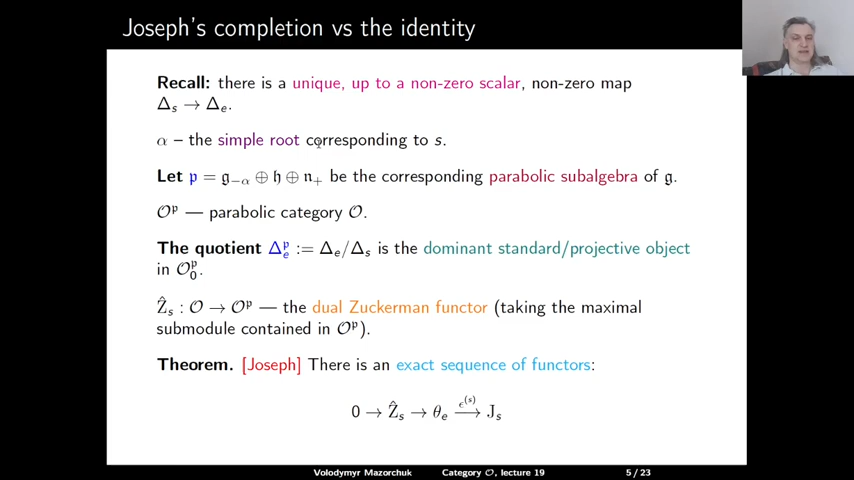 Joseph's completion vs the identity
Recall: there is a unique, up to a non-zero scalar, non-zero map
Δ_s → Δ_e.
α – the simple root corresponding to s.
Let 𝔭 = 𝔤_{−α} ⊕ 𝔥 ⊕ 𝔫_+ be the corresponding parabolic subalgebra of 𝔤.
𝒪^𝔭 — parabolic category 𝒪.
The quotient Δ_e^𝔭 := Δ_e/Δ_s is the dominant standard/projective object
in 𝒪_0^𝔭.
Ẑ_s : 𝒪 → 𝒪^𝔭 — the dual Zuckerman functor (taking the maximal
submodule contained in 𝒪^𝔭).
Theorem. [Joseph] There is an exact sequence of functors:
0 → Ẑ_s → θ_e →^{ϵ^{(s)}} J_s
Volodymyr Mazorchuk Category 𝒪, lecture 19 5 / 23